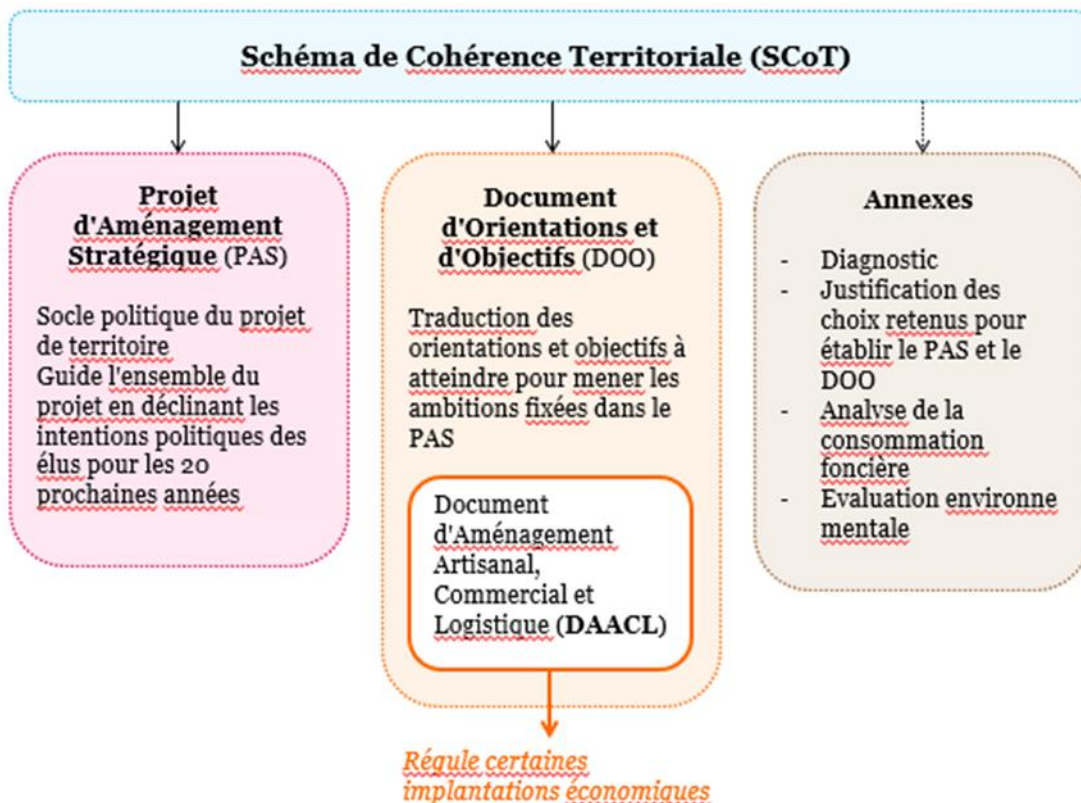 Schéma de Cohérence Territoriale (SCoT)
Projet
d'Aménagement
Stratégique (PAS)
Socle politique du projet
de territoire
Guide l'ensemble du
projet en déclinant les
intentions politiques des
élus pour les 20
prochaines années
Document
d'Orientations et
d'Objectifs (DOO)
Traduction des
orientations et objectifs à
atteindre pour mener les
ambitions fixées dans le
PAS
Document
d'Aménagement
Artisanal,
Commercial et
Logistique (DAACL)
Régule certaines
implantations économiques
Annexes
- Diagnostic
- Justification des
choix retenus pour
établir le PAS et le
DOO
- Analyse de la
consommation
foncière
- Evaluation environne
mentale